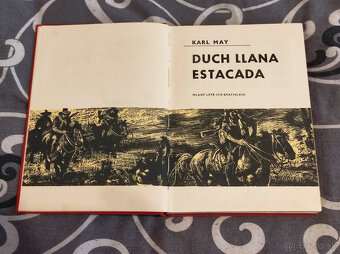 KARL MAY
DUCH LLANA
ESTACADA
MLADÉ LETÁ 1970 BRATISLAVA